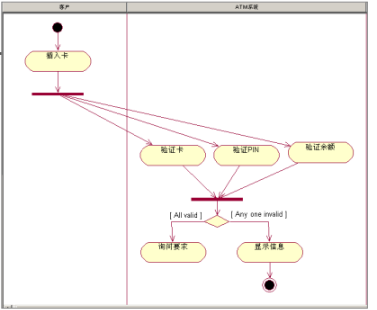 客户
ATM系统
插入卡
验证卡
验证PIN
验证余额
[ All valid ]
[ Any one invalid ]
询问要求
显示信息